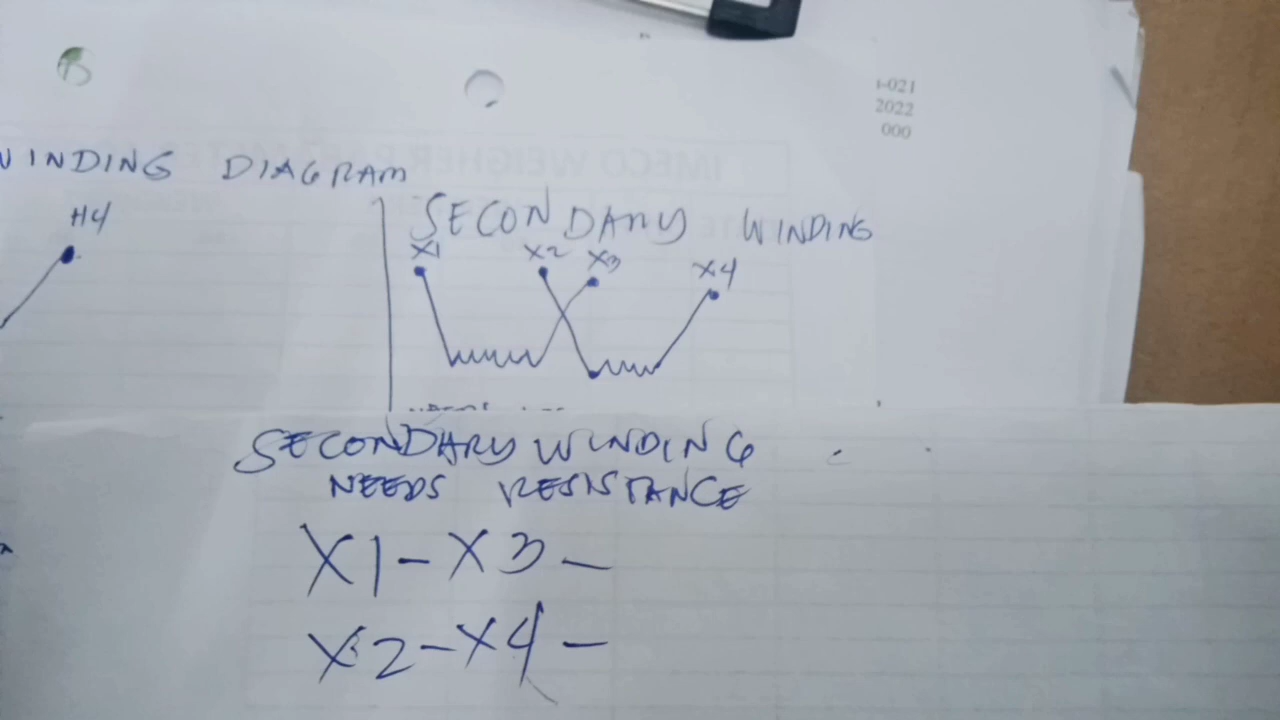 WINDING DIAGRAM
H4
SECONDARY WINDING
X1 X2 X3 X4
SECONDARY WINDING
NEEDS RESISTANCE
X1-X3-
X2-X4-
-021
2022
000